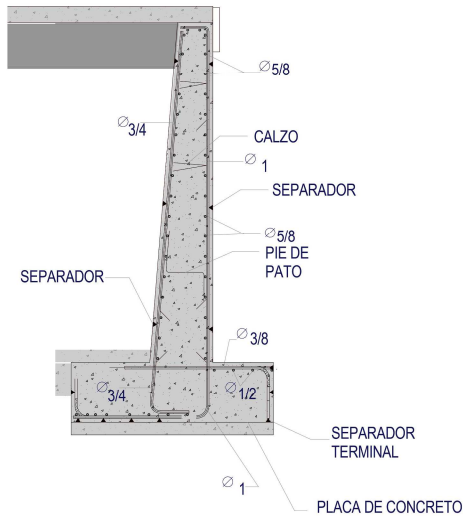 ∅ 5/8
∅ 3/4
CALZO
∅ 1
SEPARADOR
∅ 5/8
PIE DE
PATO
SEPARADOR
∅ 3/8
∅ 3/4
∅ 1/2
SEPARADOR
TERMINAL
∅ 1
PLACA DE CONCRETO